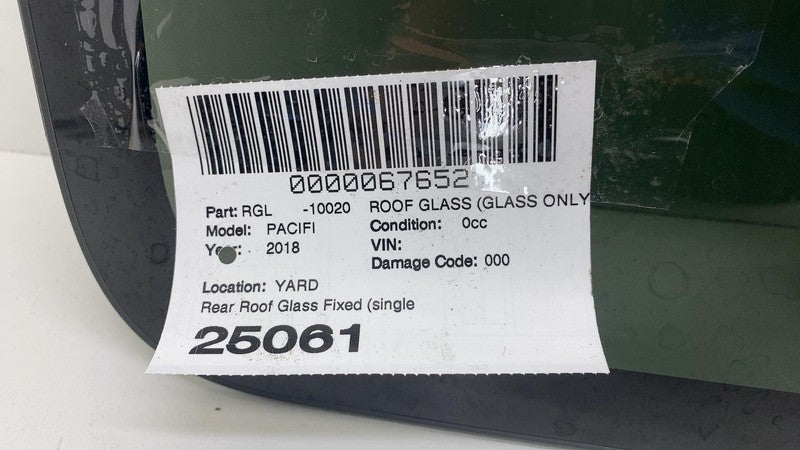 0000067652
Part: RGL -10020 ROOF GLASS (GLASS ONLY
Model: PACIFI Condition: 0cc
Year: 2018 VIN:
Damage Code: 000
Location: YARD
Rear Roof Glass Fixed (single
25061